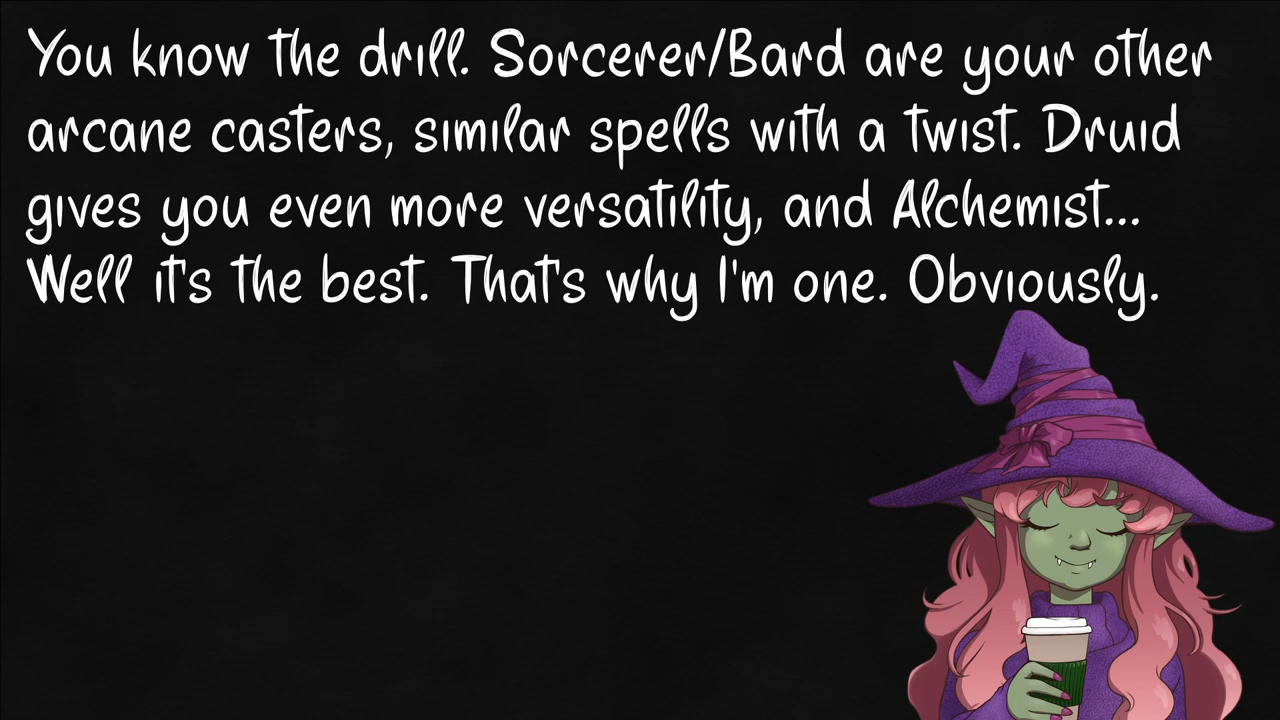 You know the drill. Sorcerer/Bard are your other
arcane casters, similar spells with a twist. Druid
gives you even more versatility, and Alchemist...
Well it's the best. That's why I'm one. Obviously.